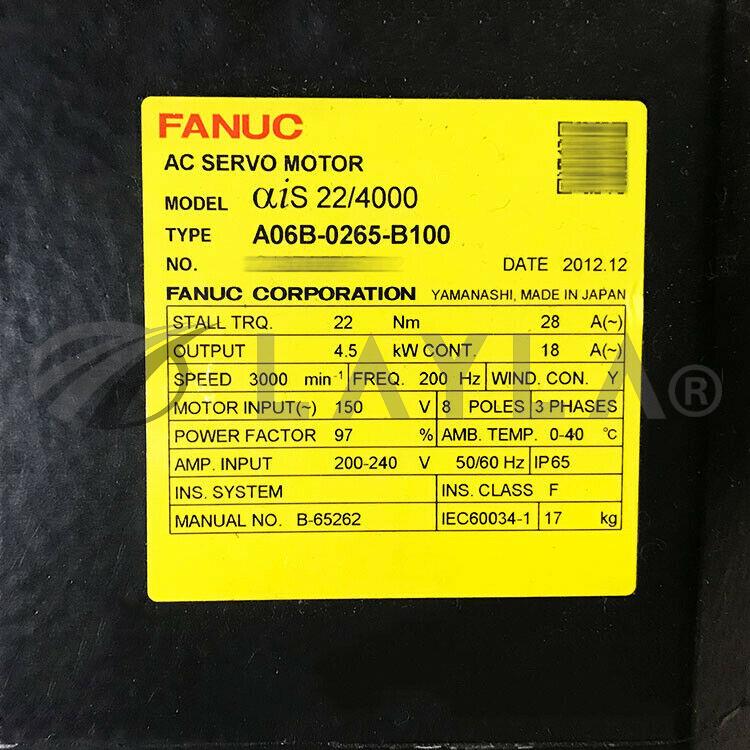 FANUC
AC SERVO MOTOR
MODEL αiS 22/4000
TYPE A06B-0265-B100
NO. DATE 2012.12
FANUC CORPORATION YAMANASHI, MADE IN JAPAN
STALL TRQ. 22 Nm 28 A(~)
OUTPUT 4.5 kW CONT. 18 A(~)
SPEED 3000 min⁻¹ FREQ. 200 Hz WIND. CON. Y
MOTOR INPUT(~) 150 V 8 POLES 3 PHASES
POWER FACTOR 97 % AMB. TEMP. 0-40 ℃
AMP. INPUT 200-240 V 50/60 Hz IP65
INS. SYSTEM INS. CLASS F
MANUAL NO. B-65262 IEC60034-1 17 kg
LAYLA®